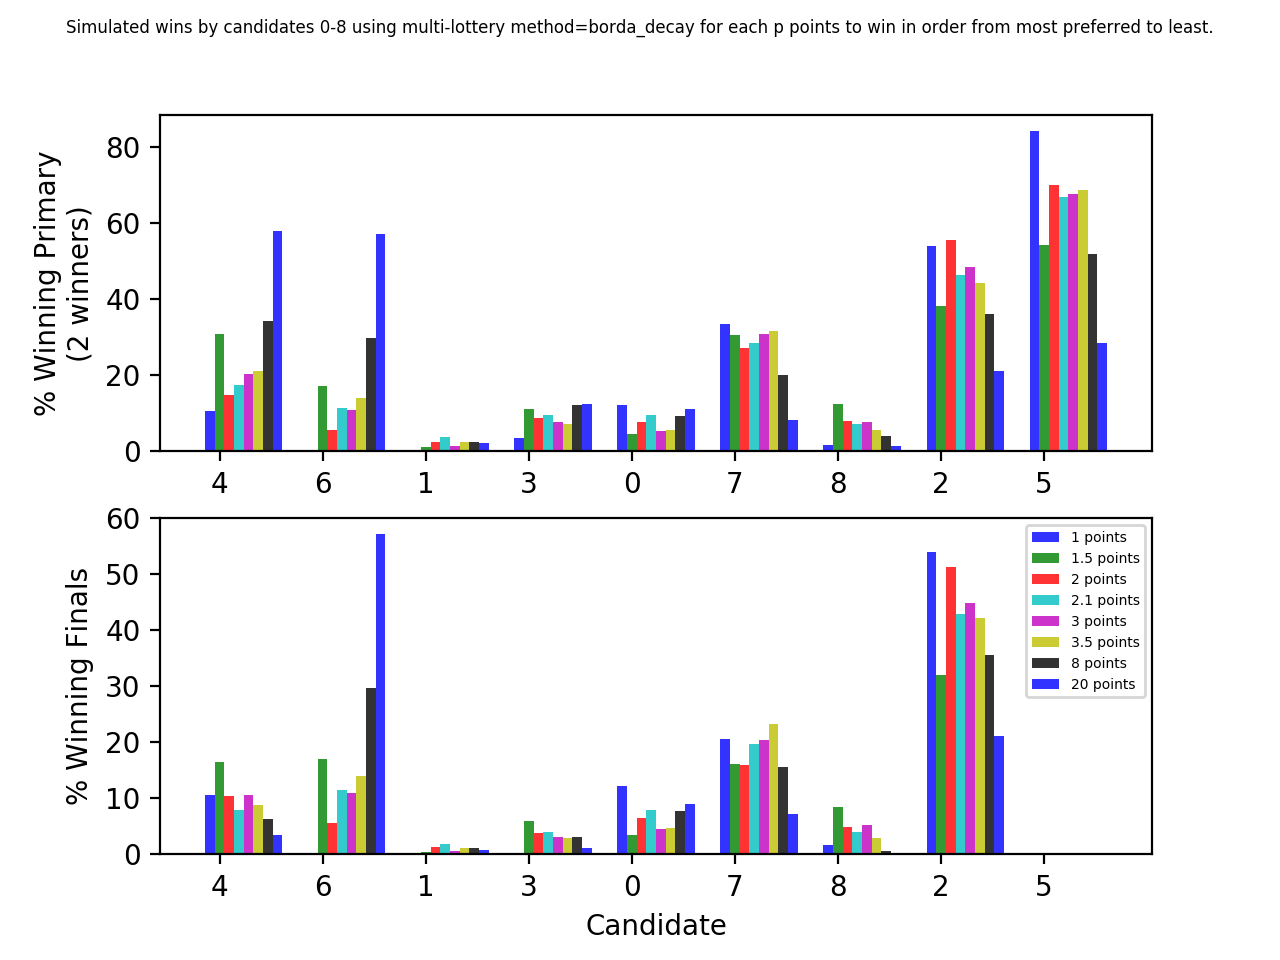 Simulated wins by candidates 0-8 using multi-lottery method=borda_decay for each p points to win in order from most preferred to least.
% Winning Primary
(2 winners)
80
60
40
20
0
4 6 1 3 0 7 8 2 5
% Winning Finals
60
50
40
30
20
10
0
1 points
1.5 points
2 points
2.1 points
3 points
3.5 points
8 points
20 points
4 6 1 3 0 7 8 2 5
Candidate